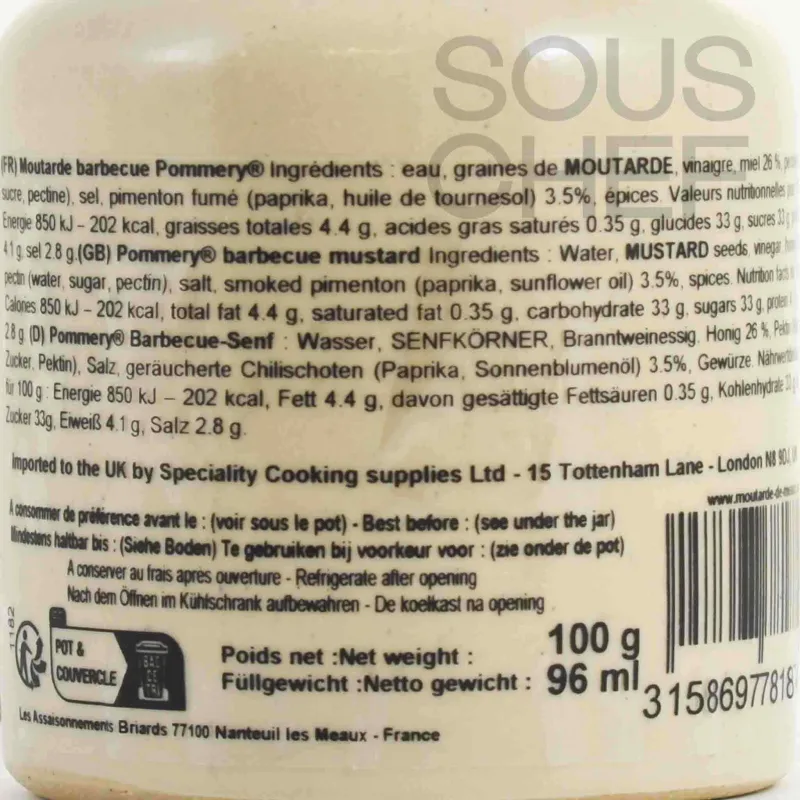 SOUS
CHEF
(FR) Moutarde barbecue Pommery® Ingrédients : eau, graines de MOUTARDE, vinaigre, miel 26 %,
sucre, pectine), sel, pimenton fumé (paprika, huile de tournesol) 3.5%, épices. Valeurs nutritionnelles
Energie 850 kJ – 202 kcal, graisses totales 4.4 g, acides gras saturés 0.35 g, glucides 33 g, sucres 33 g,
4.1 g, sel 2.8 g.(GB) Pommery® barbecue mustard Ingredients : Water, MUSTARD seeds, vinegar,
pectin (water, sugar, pectin), salt, smoked pimenton (paprika, sunflower oil) 3.5%, spices. Nutrition facts
Calories 850 kJ – 202 kcal, total fat 4.4 g, saturated fat 0.35 g, carbohydrate 33 g, sugars 33 g, protein
2.8 g (D) Pommery® Barbecue-Senf : Wasser, SENFKÖRNER, Branntweinessig, Honig 26 %,
Zucker, Pektin), Salz, geräucherte Chilischoten (Paprika, Sonnenblumenöl) 3.5%, Gewürze.
für 100 g : Energie 850 kJ – 202 kcal, Fett 4.4 g, davon gesättigte Fettsäuren 0.35 g, Kohlenhydrate 33 g
Zucker 33g, Eiweiß 4.1 g, Salz 2.8 g.
Imported to the UK by Speciality Cooking supplies Ltd - 15 Tottenham Lane - London N8
www.moutarde-de-
A consommer de préférence avant le : (voir sous le pot) - Best before : (see under the jar)
Mindestens haltbar bis : (Siehe Boden) Te gebruiken bij voorkeur voor : (zie onder de pot)
A conserver au frais après ouverture - Refrigerate after opening
Nach dem Öffnen im Kühlschrank aufbewahren - De koelkast na opening
1182
POT &
COUVERCLE
BAC
DE
TRI
Poids net :Net weight :
Füllgewicht :Netto gewicht :
100 g
96 ml
315869778187
Les Assaisonnements Briards 77100 Nanteuil les Meaux - France